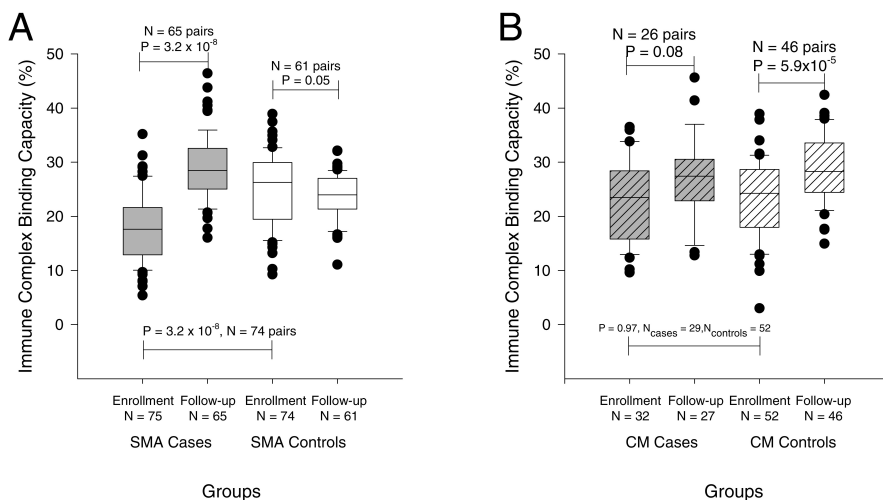 A
N = 65 pairs
P = 3.2 x 10-8
N = 61 pairs
P = 0.05
Immune Complex Binding Capacity (%)
50
40
30
20
10
0
P = 3.2 x 10-8, N = 74 pairs
Enrollment Follow-up Enrollment Follow-up
N = 75 N = 65 N = 74 N = 61
SMA Cases SMA Controls
Groups
B
N = 26 pairs
P = 0.08
N = 46 pairs
P = 5.9x10-5
Immune Complex Binding Capacity (%)
50
40
30
20
10
0
P = 0.97, Ncases = 29,Ncontrols = 52
Enrollment Follow-up Enrollment Follow-up
N = 32 N = 27 N = 52 N = 46
CM Cases CM Controls
Groups